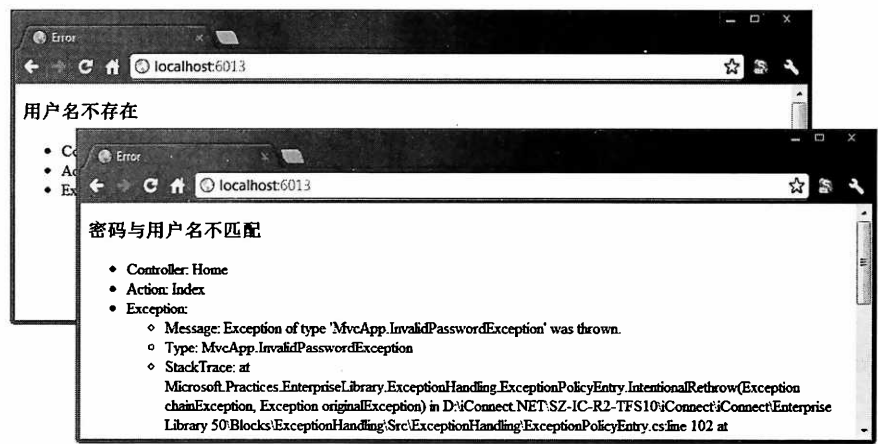 Error
localhost:6013
用户名不存在
Error
localhost:6013
密码与用户名不匹配
• Controller: Home
• Action: Index
• Exception:
Message: Exception of type 'MvcApp.InvalidPasswordException' was thrown.
Type: MvcApp.InvalidPasswordException
StackTrace: at
Microsoft.Practices.EnterpriseLibrary.ExceptionHandling.ExceptionPolicyEntry.IntentionalRethrow(Exception
chainException, Exception originalException) in D:\iConnect.NET\SZ-IC-R2-TFS10\iConnect\iConnect\Enterprise
Library 50\Blocks\ExceptionHandling\Src\ExceptionHandling\ExceptionPolicyEntry.cs:line 102 at